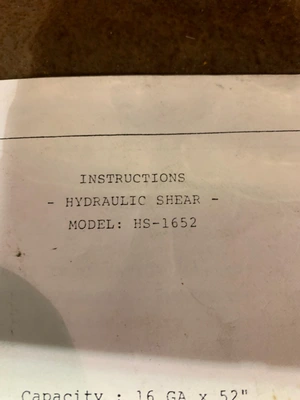 INSTRUCTIONS
- HYDRAULIC SHEAR -
MODEL: HS-1652
Capacity : 16 GA x 52"